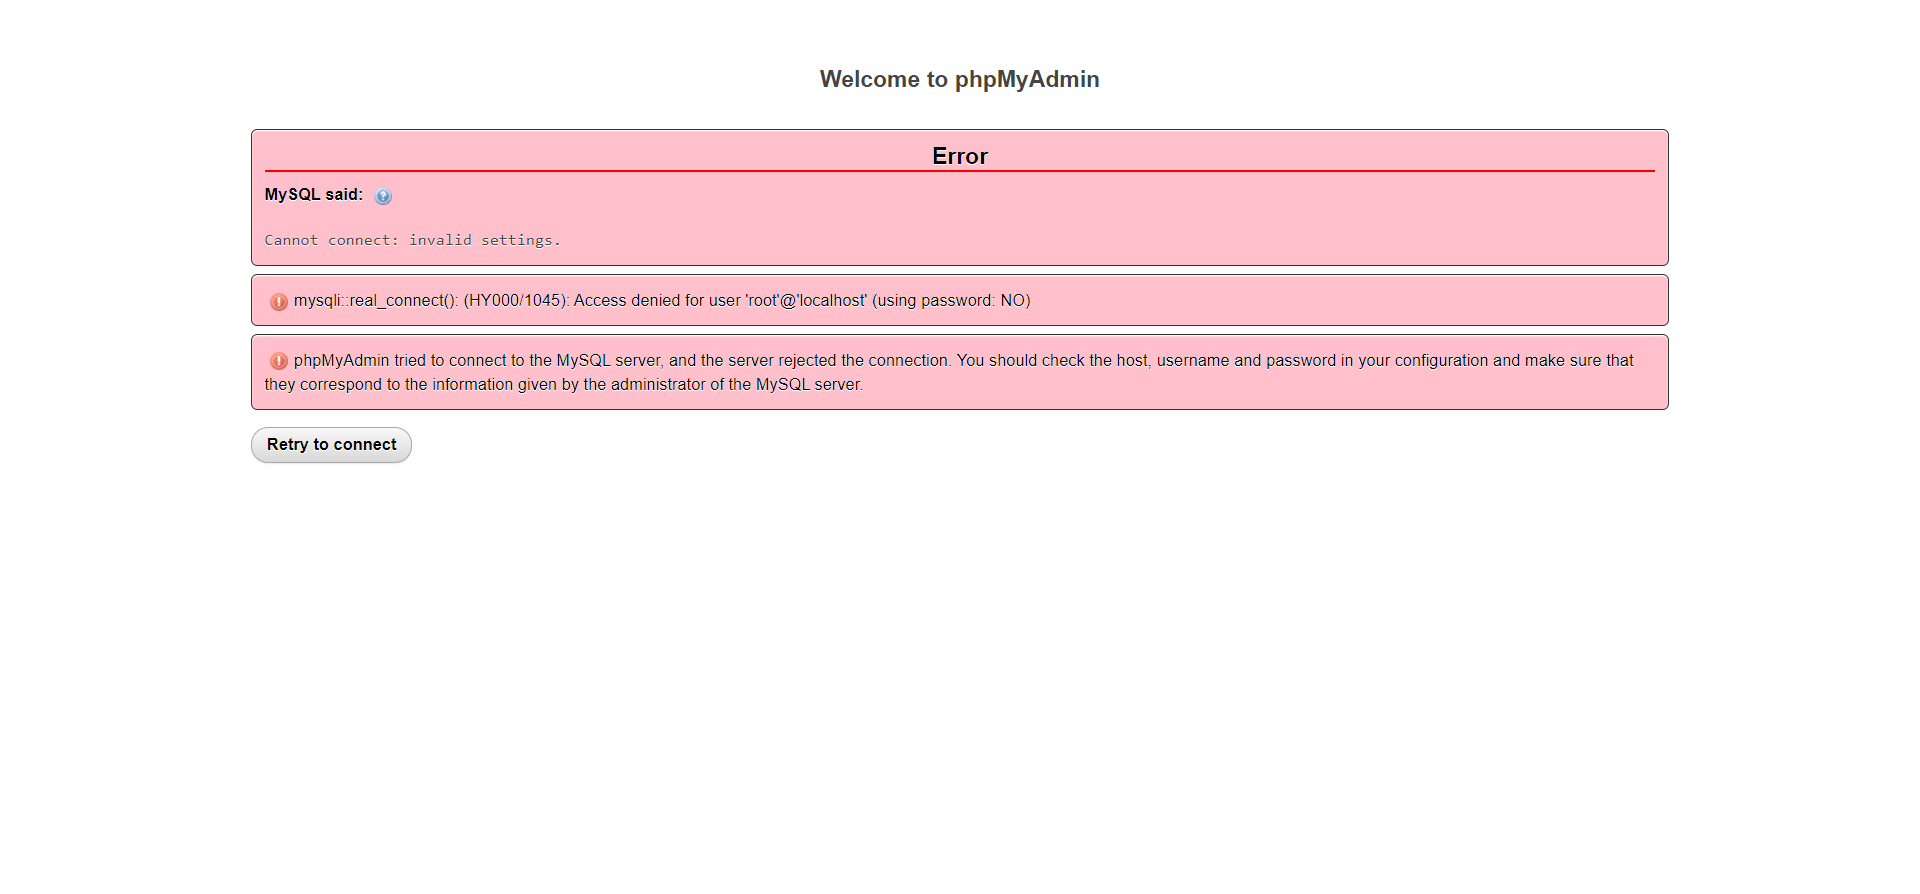 Welcome to phpMyAdmin
Error
MySQL said:
Cannot connect: invalid settings.
mysqli::real_connect(): (HY000/1045): Access denied for user 'root'@'localhost' (using password: NO)
phpMyAdmin tried to connect to the MySQL server, and the server rejected the connection. You should check the host, username and password in your configuration and make sure that
they correspond to the information given by the administrator of the MySQL server.
Retry to connect